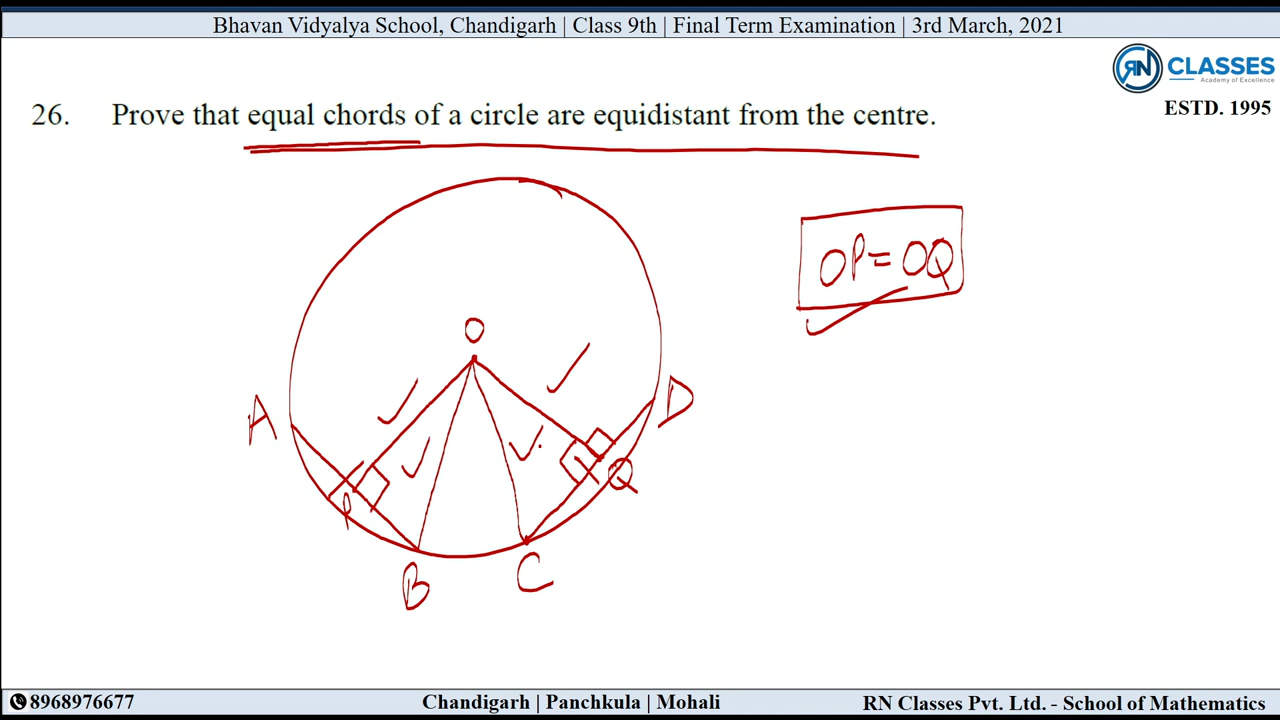 Bhavan Vidyalya School, Chandigarh | Class 9th | Final Term Examination | 3rd March, 2021
RN CLASSES
Academy of Excellence
ESTD. 1995
26. Prove that equal chords of a circle are equidistant from the centre.
OP = OQ
O
A
D
P
Q
B
C
8968976677
Chandigarh | Panchkula | Mohali
RN Classes Pvt. Ltd. - School of Mathematics